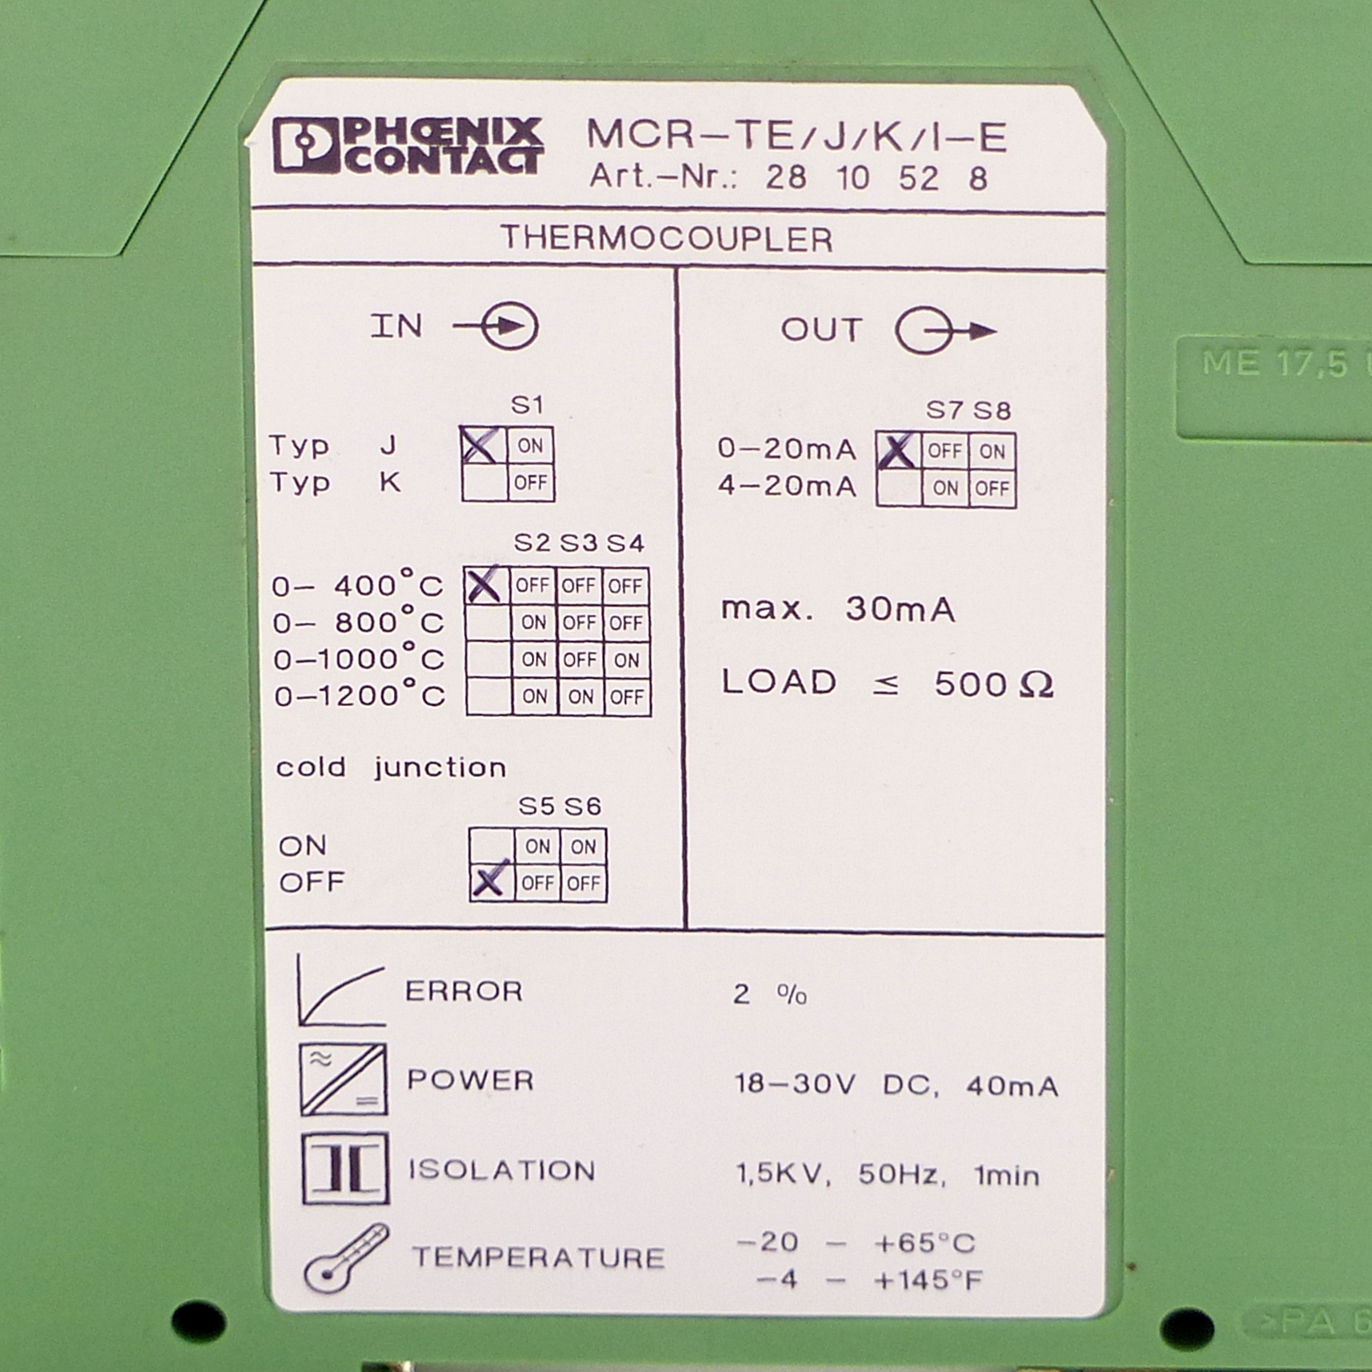 PHŒNIX
CONTACT
MCR-TE/J/K/I-E
Art.-Nr.: 28 10 52 8
THERMOCOUPLER
IN
S1
Typ J X ON
Typ K OFF
S2 S3 S4
0- 400°C X OFF OFF OFF
0- 800°C ON OFF OFF
0-1000°C ON OFF ON
0-1200°C ON ON OFF
cold junction
S5 S6
ON ON ON
OFF X OFF OFF
OUT
S7 S8
0-20mA X OFF ON
4-20mA ON OFF
max. 30mA
LOAD ≤ 500Ω
ERROR 2 %
POWER 18-30V DC, 40mA
ISOLATION 1,5KV, 50Hz, 1min
TEMPERATURE -20 - +65°C
-4 - +145°F
ME 17,5
>PA 6